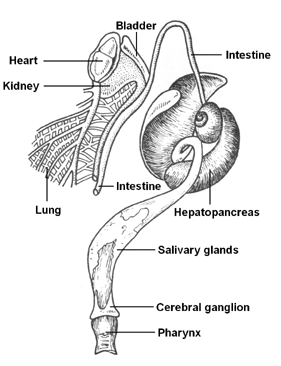 Bladder
Heart
Intestine
Kidney
Intestine
Lung
Hepatopancreas
Salivary glands
Cerebral ganglion
Pharynx